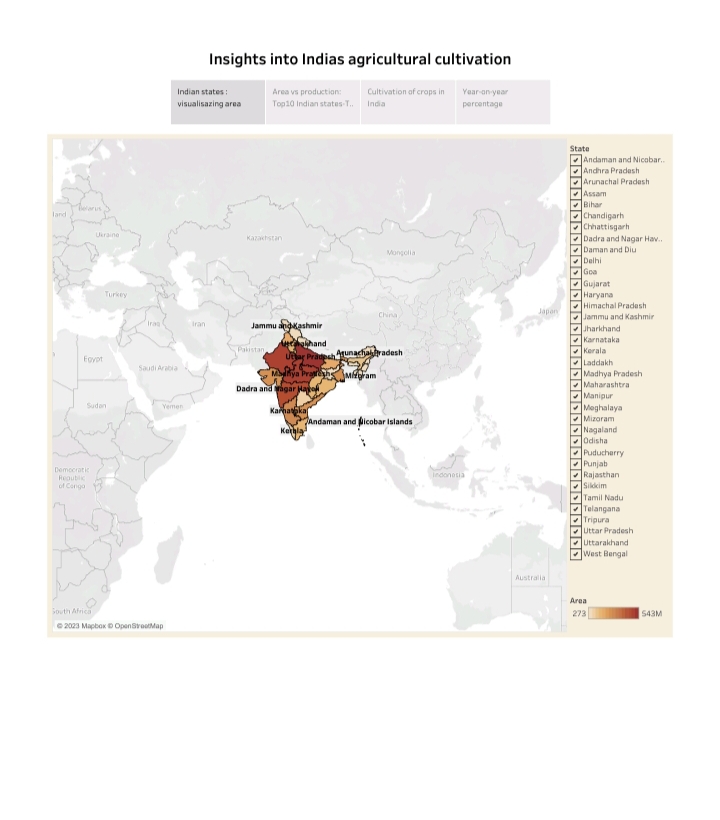 Insights into Indias agricultural cultivation
Indian states :
visualisazing area
Area vs production:
Top10 Indian states-T..
Cultivation of crops in
India
Year-on-year
percentage
State
Andaman and Nicobar..
Andhra Pradesh
Arunachal Pradesh
Assam
Bihar
Chandigarh
Chhattisgarh
Dadra and Nagar Hav..
Daman and Diu
Delhi
Goa
Gujarat
Haryana
Himachal Pradesh
Jammu and Kashmir
Jharkhand
Karnataka
Kerala
Laddakh
Madhya Pradesh
Maharashtra
Manipur
Meghalaya
Mizoram
Nagaland
Odisha
Puducherry
Punjab
Rajasthan
Sikkim
Tamil Nadu
Telangana
Tripura
Uttar Pradesh
Uttarakhand
West Bengal
Area
273
543M
land
Belarus
Ukraine
Kazakhstan
Mongolia
Turkey
China
Japan
Iraq
Iran
Jammu and Kashmir
Uttarakhand
Pakistan
Uttar Pradesh
Arunachal Pradesh
Egypt
Saudi Arabia
Madhya Pradesh
Mizoram
Dadra and Nagar Haveli
Sudan
Yemen
Karnataka
Andaman and Nicobar Islands
Kerala
Democratic
Republic
of Congo
Indonesia
Australia
South Africa
© 2023 Mapbox © OpenStreetMap